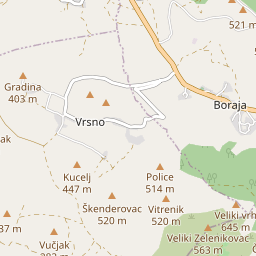 521 m
Gradina
403 m
Boraja
Vrsno
Kucelj
447 m
Police
514 m
Škenderovac
520 m
Vitrenik
520 m
Veliki
645 m
Veliki Zelenikovac
563 m
37 m
Vučjak